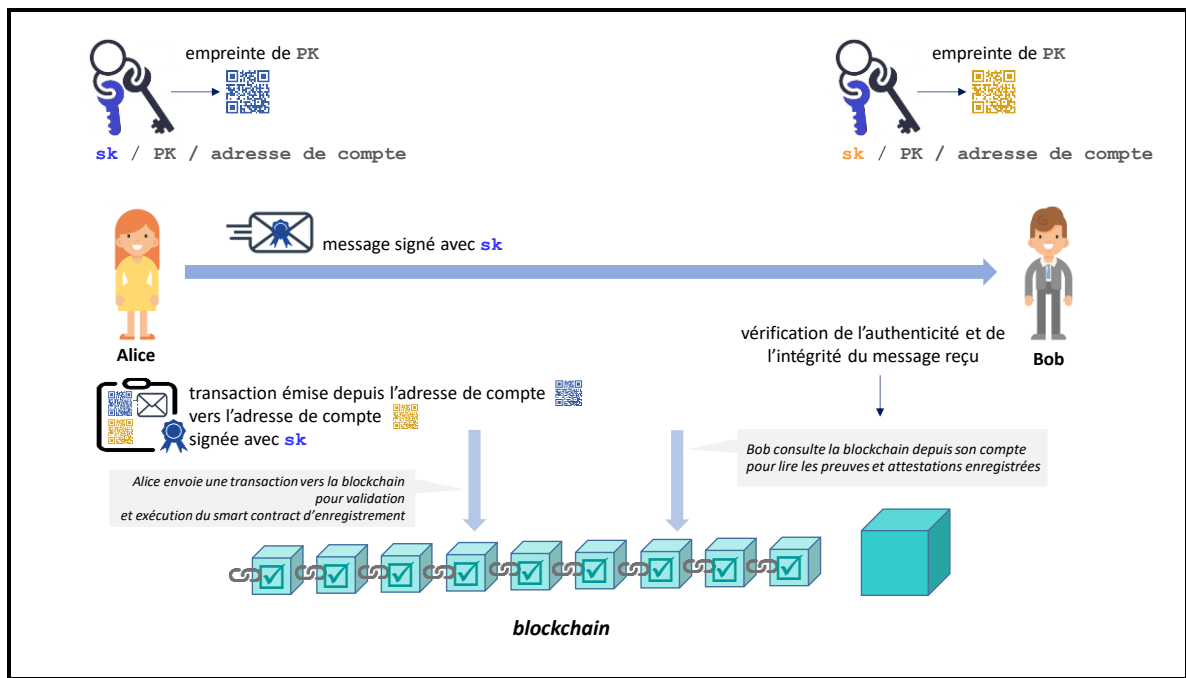 empreinte de PK
sk / PK / adresse de compte
empreinte de PK
sk / PK / adresse de compte
message signé avec sk
Alice
Bob
vérification de l’authenticité et de
l’intégrité du message reçu
transaction émise depuis l’adresse de compte
vers l’adresse de compte
signée avec sk
Alice envoie une transaction vers la blockchain
pour validation
et exécution du smart contract d’enregistrement
Bob consulte la blockchain depuis son compte
pour lire les preuves et attestations enregistrées
blockchain